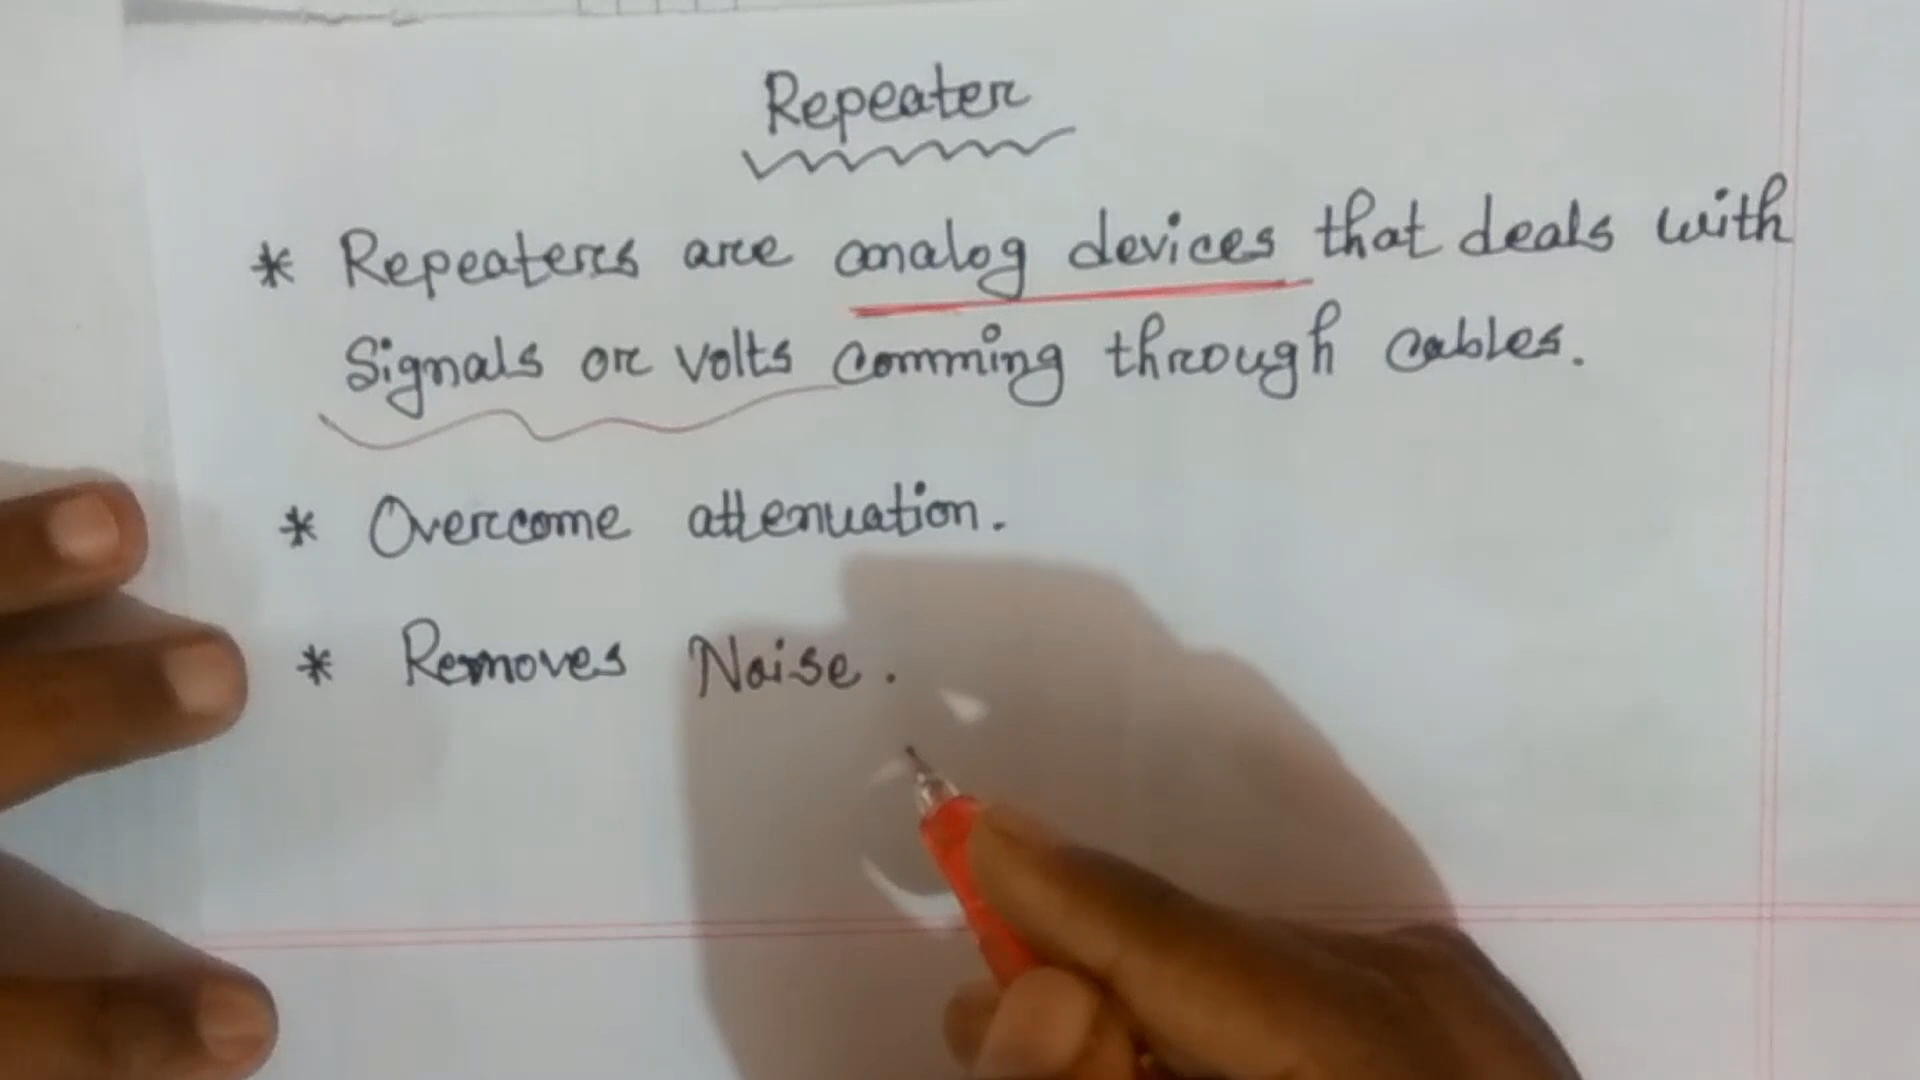 Repeater
* Repeaters are analog devices that deals with
Signals or volts comming through cables.
* Overcome attenuation.
* Removes Noise.